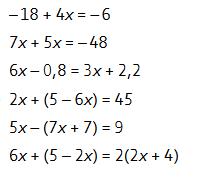 −18 + 4x = −6
7x + 5x = −48
6x − 0,8 = 3x + 2,2
2x + (5 − 6x) = 45
5x − (7x + 7) = 9
6x + (5 − 2x) = 2(2x + 4)